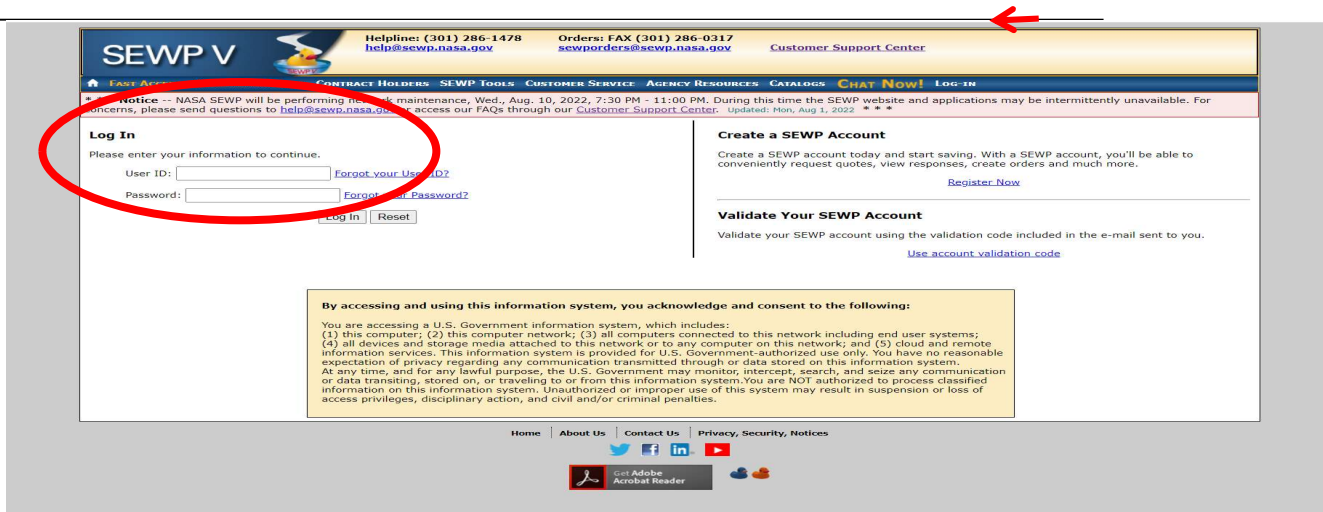 SEWP V
SEWP V
Helpline: (301) 286-1478
help@sewp.nasa.gov
Orders: FAX (301) 286-0317
sewporders@sewp.nasa.gov
Customer Support Center
FAST CONTRACT HOLDERS SEWP TOOLS CUSTOMER SERVICE AGENCY RESOURCES CATALOGS CHAT NOW! LOG-IN
* Notice -- NASA SEWP will be performing network maintenance, Wed., Aug. 10, 2022, 7:30 PM - 11:00 PM. During this time the SEWP website and applications may be intermittently unavailable. For
concerns, please send questions to help@sewp.nasa.gov or access our FAQs through our Customer Support Center. Updated: Mon, Aug 1, 2022 * * *
Log In
Please enter your information to continue.
User ID: Forgot your User ID?
Password: Forgot your Password?
Log In Reset
Create a SEWP Account
Create a SEWP account today and start saving. With a SEWP account, you'll be able to
conveniently request quotes, view responses, create orders and much more.
Register Now
Validate Your SEWP Account
Validate your SEWP account using the validation code included in the e-mail sent to you.
Use account validation code
By accessing and using this information system, you acknowledge and consent to the following:
You are accessing a U.S. Government information system, which includes:
(1) this computer; (2) this computer network; (3) all computers connected to this network including end user systems;
(4) all devices and storage media attached to this network or to any computer on this network; and (5) cloud and remote
information services. This information system is provided for U.S. Government-authorized use only. You have no reasonable
expectation of privacy regarding any communication transmitted through or data stored on this information system.
At any time, and for any lawful purpose, the U.S. Government may monitor, intercept, search, and seize any communication
or data transiting, stored on, or traveling to or from this information system.You are NOT authorized to process classified
information on this information system. Unauthorized or improper use of this system may result in suspension or loss of
access privileges, disciplinary action, and civil and/or criminal penalties.
Home About Us Contact Us Privacy, Security, Notices
Get Adobe
Acrobat Reader